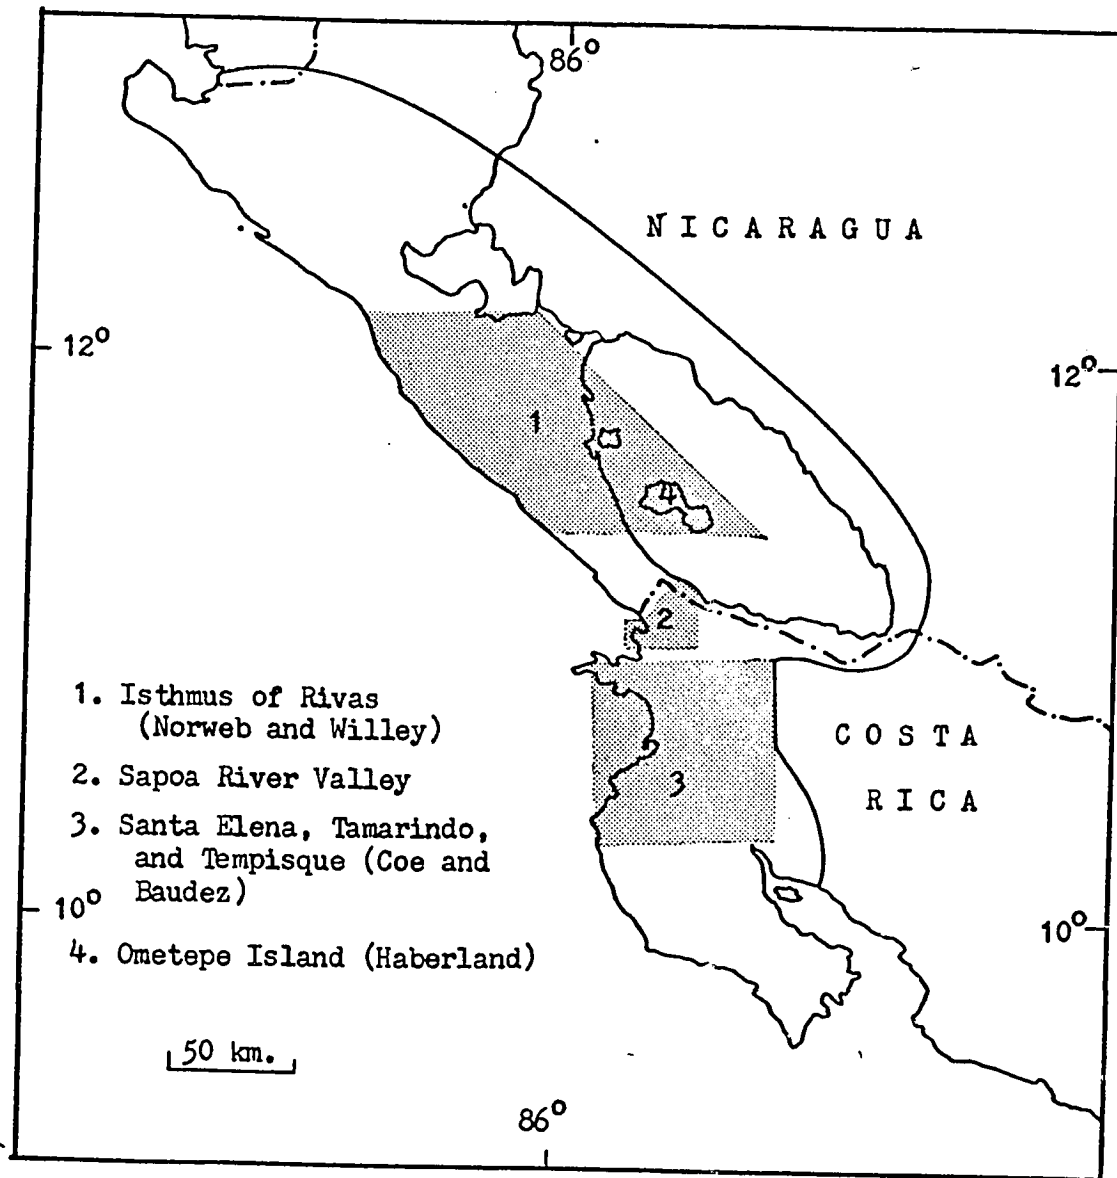 86°
NICARAGUA
12°
12°
1
4
2
1. Isthmus of Rivas
(Norweb and Willey)
2. Sapoa River Valley
3. Santa Elena, Tamarindo,
and Tempisque (Coe and
Baudez)
4. Ometepe Island (Haberland)
3
COSTA
RICA
10°
10°
50 km.
86°